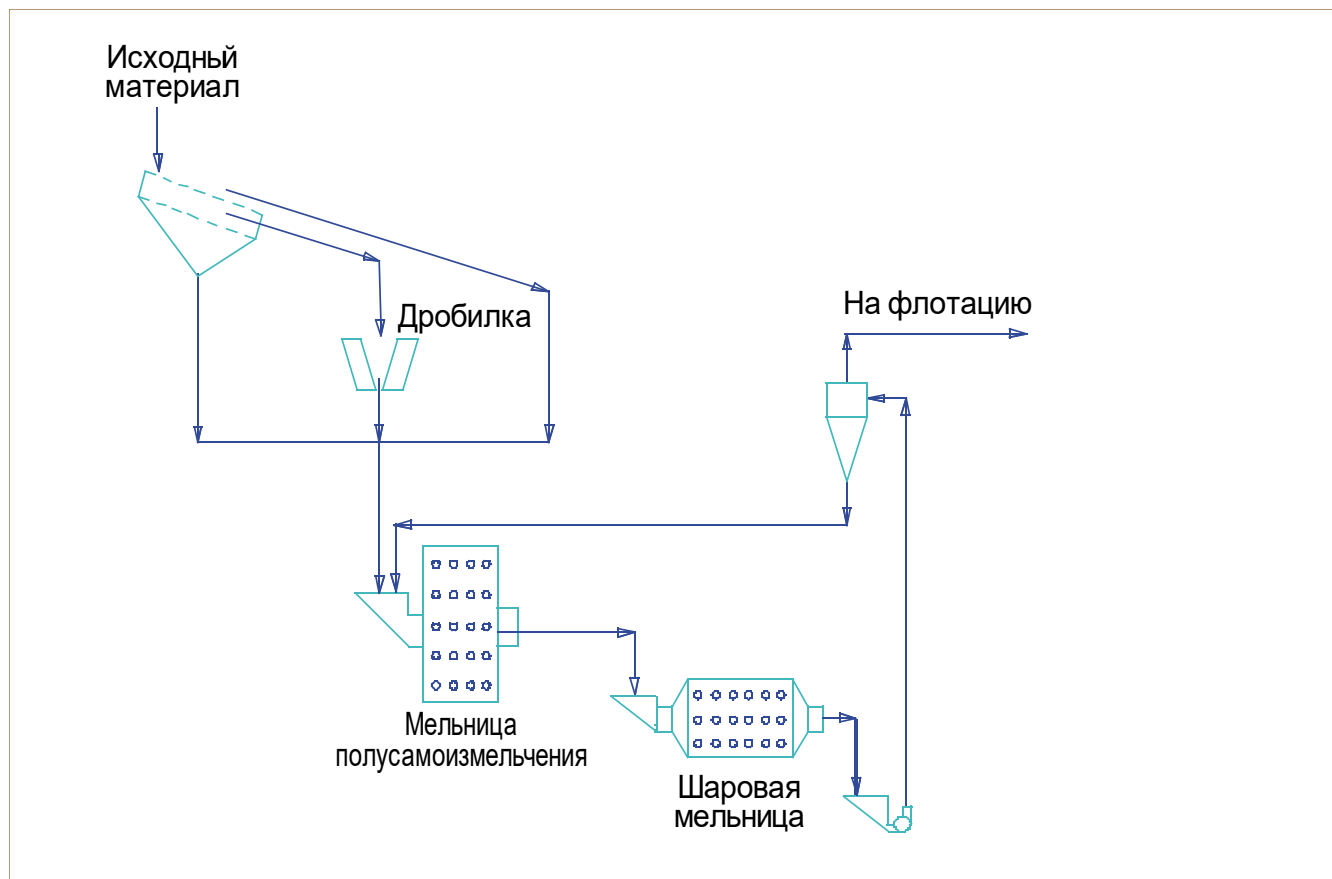 Исходный
материал
Дробилка
На флотацию
Мельница
полусамоизмельчения
Шаровая
мельница